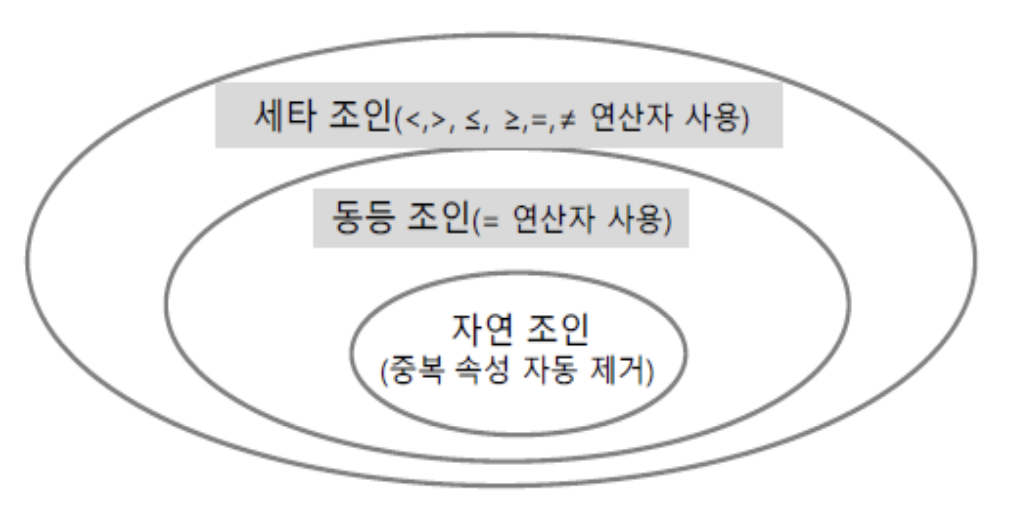 세타 조인(<,>, ≤, ≥,=,≠ 연산자 사용)
동등 조인(= 연산자 사용)
자연 조인
(중복 속성 자동 제거)